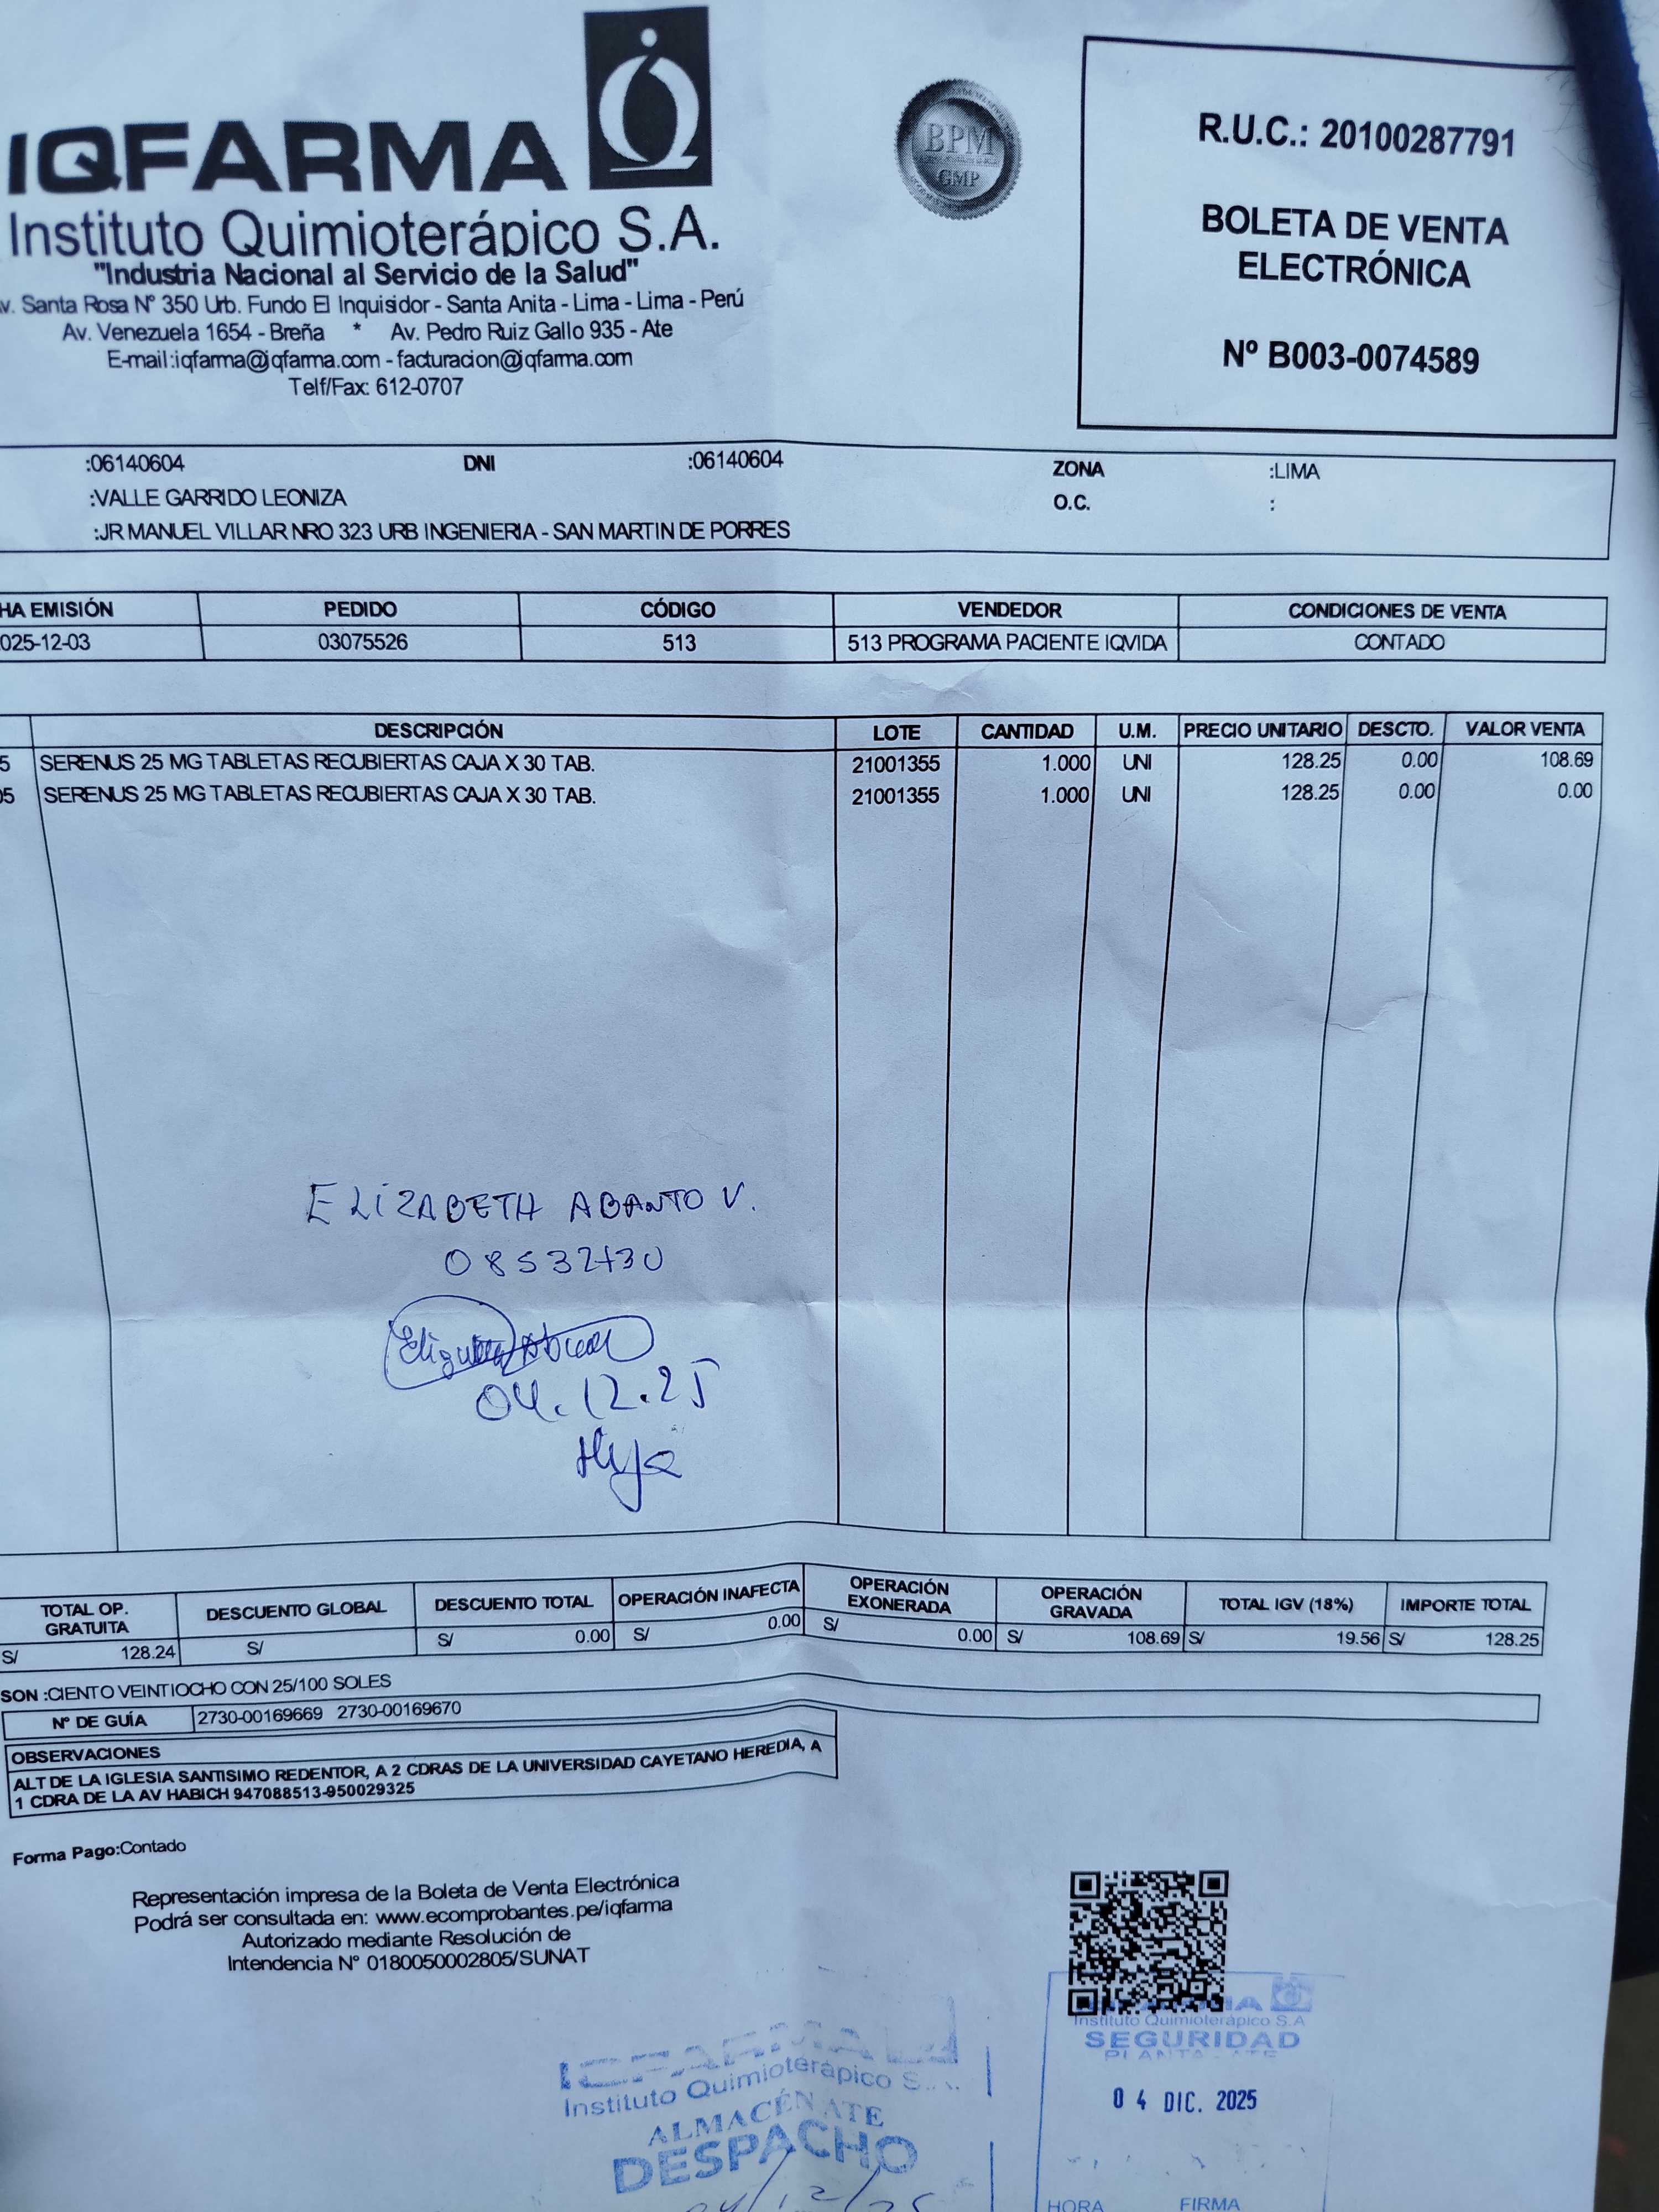 IQFARMA
Instituto Quimioterápico S.A.
"Industria Nacional al Servicio de la Salud"
v. Santa Rosa Nº 350 Urb. Fundo El Inquisidor - Santa Anita - Lima - Lima - Perú
Av. Venezuela 1654 - Breña * Av. Pedro Ruiz Gallo 935 - Ate
E-mail:iqfarma@iqfarma.com - facturacion@iqfarma.com
Telf/Fax: 612-0707
BPM
GMP
R.U.C.: 20100287791
BOLETA DE VENTA
ELECTRÓNICA
Nº B003-0074589
:06140604 DNI :06140604 ZONA :LIMA
:VALLE GARRIDO LEONIZA O.C. :
:JR MANUEL VILLAR NRO 323 URB INGENIERIA - SAN MARTIN DE PORRES
HA EMISIÓN PEDIDO CÓDIGO VENDEDOR CONDICIONES DE VENTA
025-12-03 03075526 513 513 PROGRAMA PACIENTE IQVIDA CONTADO
DESCRIPCIÓN LOTE CANTIDAD U.M. PRECIO UNITARIO DESCTO. VALOR VENTA
5 SERENUS 25 MG TABLETAS RECUBIERTAS CAJA X 30 TAB. 21001355 1.000 UNI 128.25 0.00 108.69
05 SERENUS 25 MG TABLETAS RECUBIERTAS CAJA X 30 TAB. 21001355 1.000 UNI 128.25 0.00 0.00
ELIZABETH ABANTO V.
04.12.25
Hija
TOTAL OP. GRATUITA DESCUENTO GLOBAL DESCUENTO TOTAL OPERACIÓN INAFECTA OPERACIÓN EXONERADA OPERACIÓN GRAVADA TOTAL IGV (18%) IMPORTE TOTAL
S/ 128.24 S/ S/ 0.00 S/ 0.00 S/ 0.00 S/ 108.69 S/ 19.56 S/ 128.25
SON :CIENTO VEINTIOCHO CON 25/100 SOLES
Nº DE GUÍA 2730-00169669 2730-00169670
OBSERVACIONES
ALT DE LA IGLESIA SANTISIMO REDENTOR, A 2 CDRAS DE LA UNIVERSIDAD CAYETANO HEREDIA, A
1 CDRA DE LA AV HABICH 947088513-950029325
Forma Pago:Contado
Representación impresa de la Boleta de Venta Electrónica
Podrá ser consultada en: www.ecomprobantes.pe/iqfarma
Autorizado mediante Resolución de
Intendencia N° 0180050002805/SUNAT
IQFARMA
Instituto Quimioterápico S.
ALMACÉN ATE
DESPACHO
04/12/25
Instituto Quimioterápico S.A
SEGURIDAD
PLANTA ATE
04 DIC. 2025
HORA FIRMA